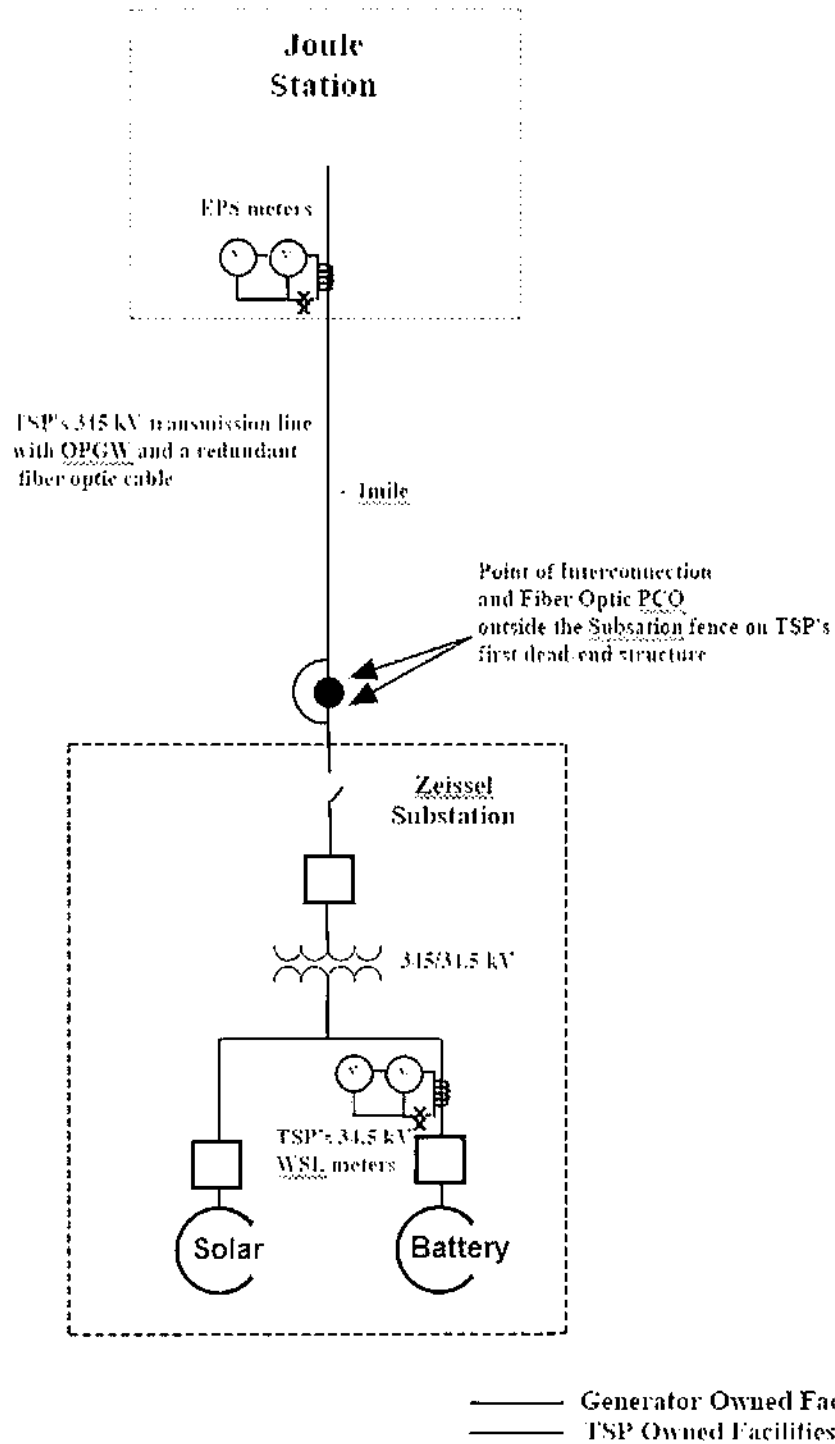 Joule
Station
EPS meters
TSP's 345 kV transmission line
with OPGW and a redundant
fiber optic cable
~ 1mile
Point of Interconnection
and Fiber Optic PCO
outside the Subsation fence on TSP's
first dead-end structure
Zeissel
Substation
345/34.5 kV
TSP's 34.5 kV
WSL meters
Solar
Battery
Generator Owned Fac
TSP Owned Facilities